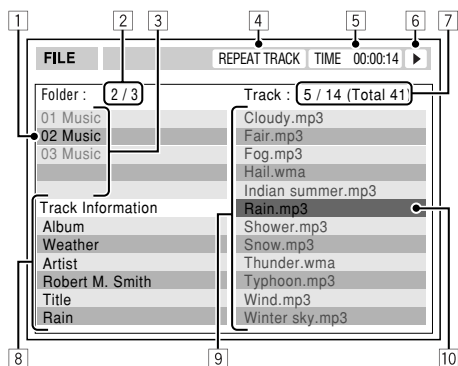 1 2 3 4 5 6 7
FILE REPEAT TRACK TIME 00:00:14
Folder : 2 / 3 Track : 5 / 14 (Total 41)
01 Music
02 Music
03 Music
Track Information
Album
Weather
Artist
Robert M. Smith
Title
Rain
Cloudy.mp3
Fair.mp3
Fog.mp3
Hail.wma
Indian summer.mp3
Rain.mp3
Shower.mp3
Snow.mp3
Thunder.wma
Typhoon.mp3
Wind.mp3
Winter sky.mp3
8 9 10